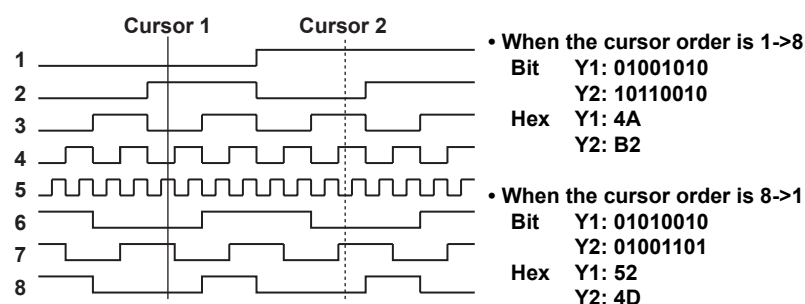 Cursor 1 Cursor 2
1
2
3
4
5
6
7
8
• When the cursor order is 1->8
Bit Y1: 01001010
Y2: 10110010
Hex Y1: 4A
Y2: B2
• When the cursor order is 8->1
Bit Y1: 01010010
Y2: 01001101
Hex Y1: 52
Y2: 4D